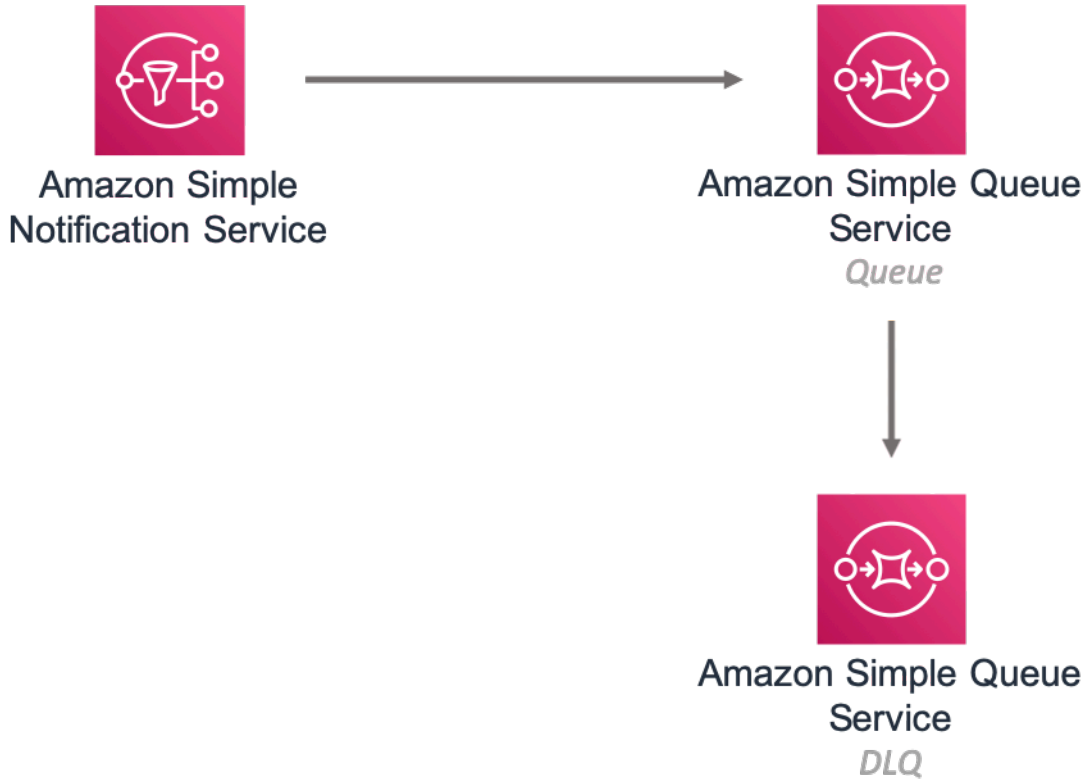 Amazon Simple
Notification Service
Amazon Simple Queue
Service
Queue
Amazon Simple Queue
Service
DLQ